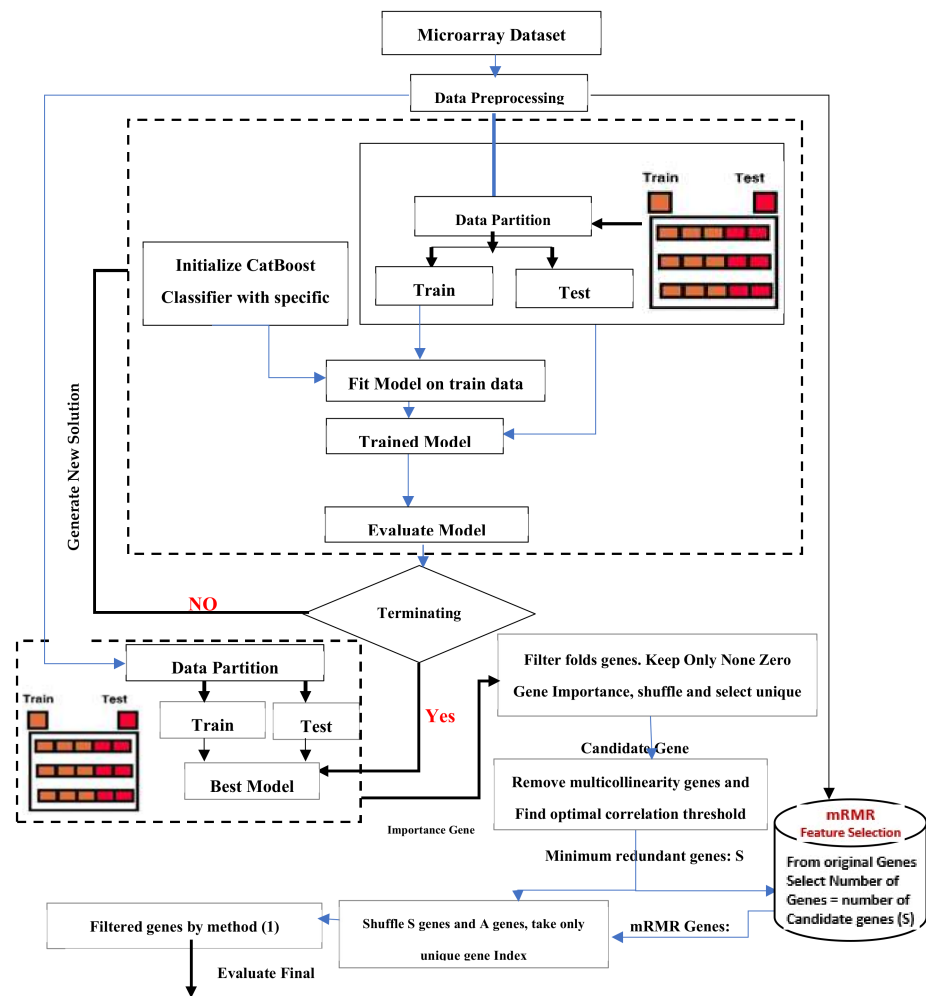 Microarray Dataset
Data Preprocessing
Train
Test
Data Partition
Initialize CatBoost
Classifier with specific
Train
Test
Fit Model on train data
Trained Model
Generate New Solution
Evaluate Model
NO
Terminating
Data Partition
Train
Test
Train
Test
Yes
Best Model
Filter folds genes. Keep Only None Zero
Gene Importance, shuffle and select unique
Candidate Gene
Remove multicollinearity genes and
Find optimal correlation threshold
Importance Gene
Minimum redundant genes: S
mRMR
Feature Selection
From original Genes
Select Number of
Genes = number of
Candidate genes (S)
mRMR Genes:
Shuffle S genes and A genes, take only
unique gene Index
Filtered genes by method (1)
Evaluate Final